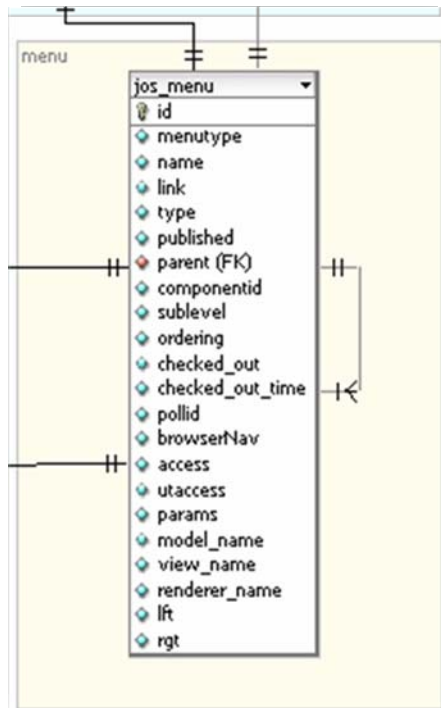 menu
jos_menu
id
menutype
name
link
type
published
parent (FK)
componentid
sublevel
ordering
checked_out
checked_out_time
pollid
browserNav
access
utaccess
params
model_name
view_name
renderer_name
lft
rgt